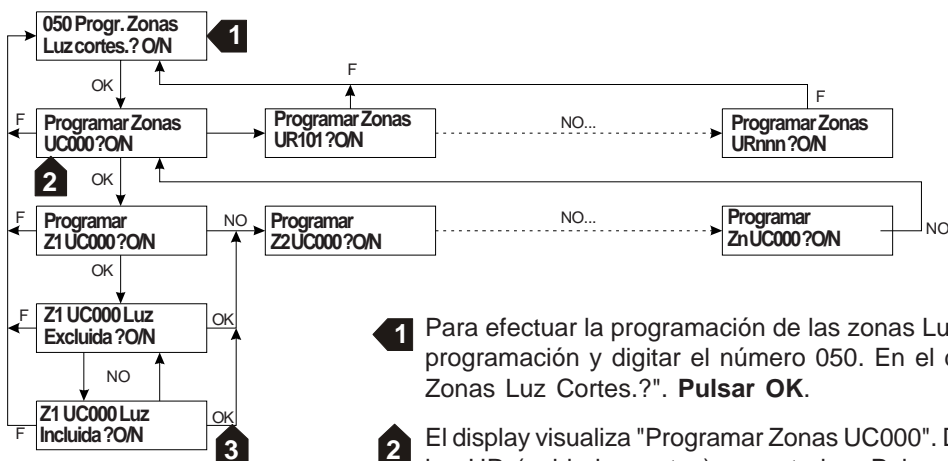 050 Progr. Zonas
Luz cortes.? O/N
1
OK
F
F
F
Programar Zonas
UC000 ?O/N
Programar Zonas
UR101 ?O/N
NO...
Programar Zonas
URnnn ?O/N
2
OK
F
Programar
Z1 UC000 ?O/N
NO
Programar
Z2 UC000 ?O/N
NO...
Programar
Zn UC000 ?O/N
NO
OK
F
Z1 UC000 Luz
Excluida ?O/N
OK
NO
F
Z1 UC000 Luz
Incluida ?O/N
OK
3
1 Para efectuar la programación de las zonas
programación y digitar el número 050. En el
Zonas Luz Cortes.?". Pulsar OK.
2 El display visualiza "Programar Zonas UC000".